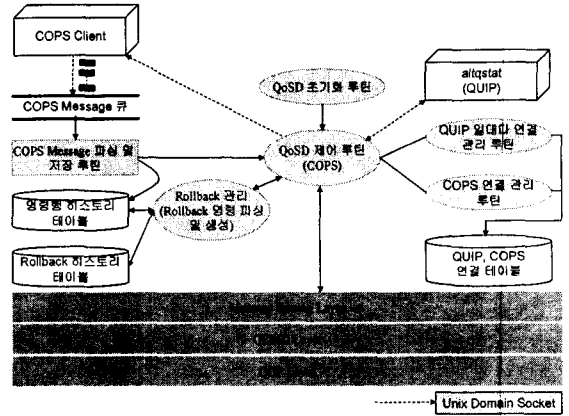 COPS Client
COPS Message 큐
COPS Message 파싱 및
저장 루틴
명령행 히스토리
테이블
Rollback 히스토리
테이블
Rollback 관리
(Rollback 명령 파싱
및 생성)
QoSD 초기화 루틴
QoSD 제어 루틴
(COPS)
altqstat
(QUIP)
QUIP 일대다 연결
관리 루틴
COPS 연결 관리
루틴
QUIP, COPS
연결 테이블
Unix Domain Socket